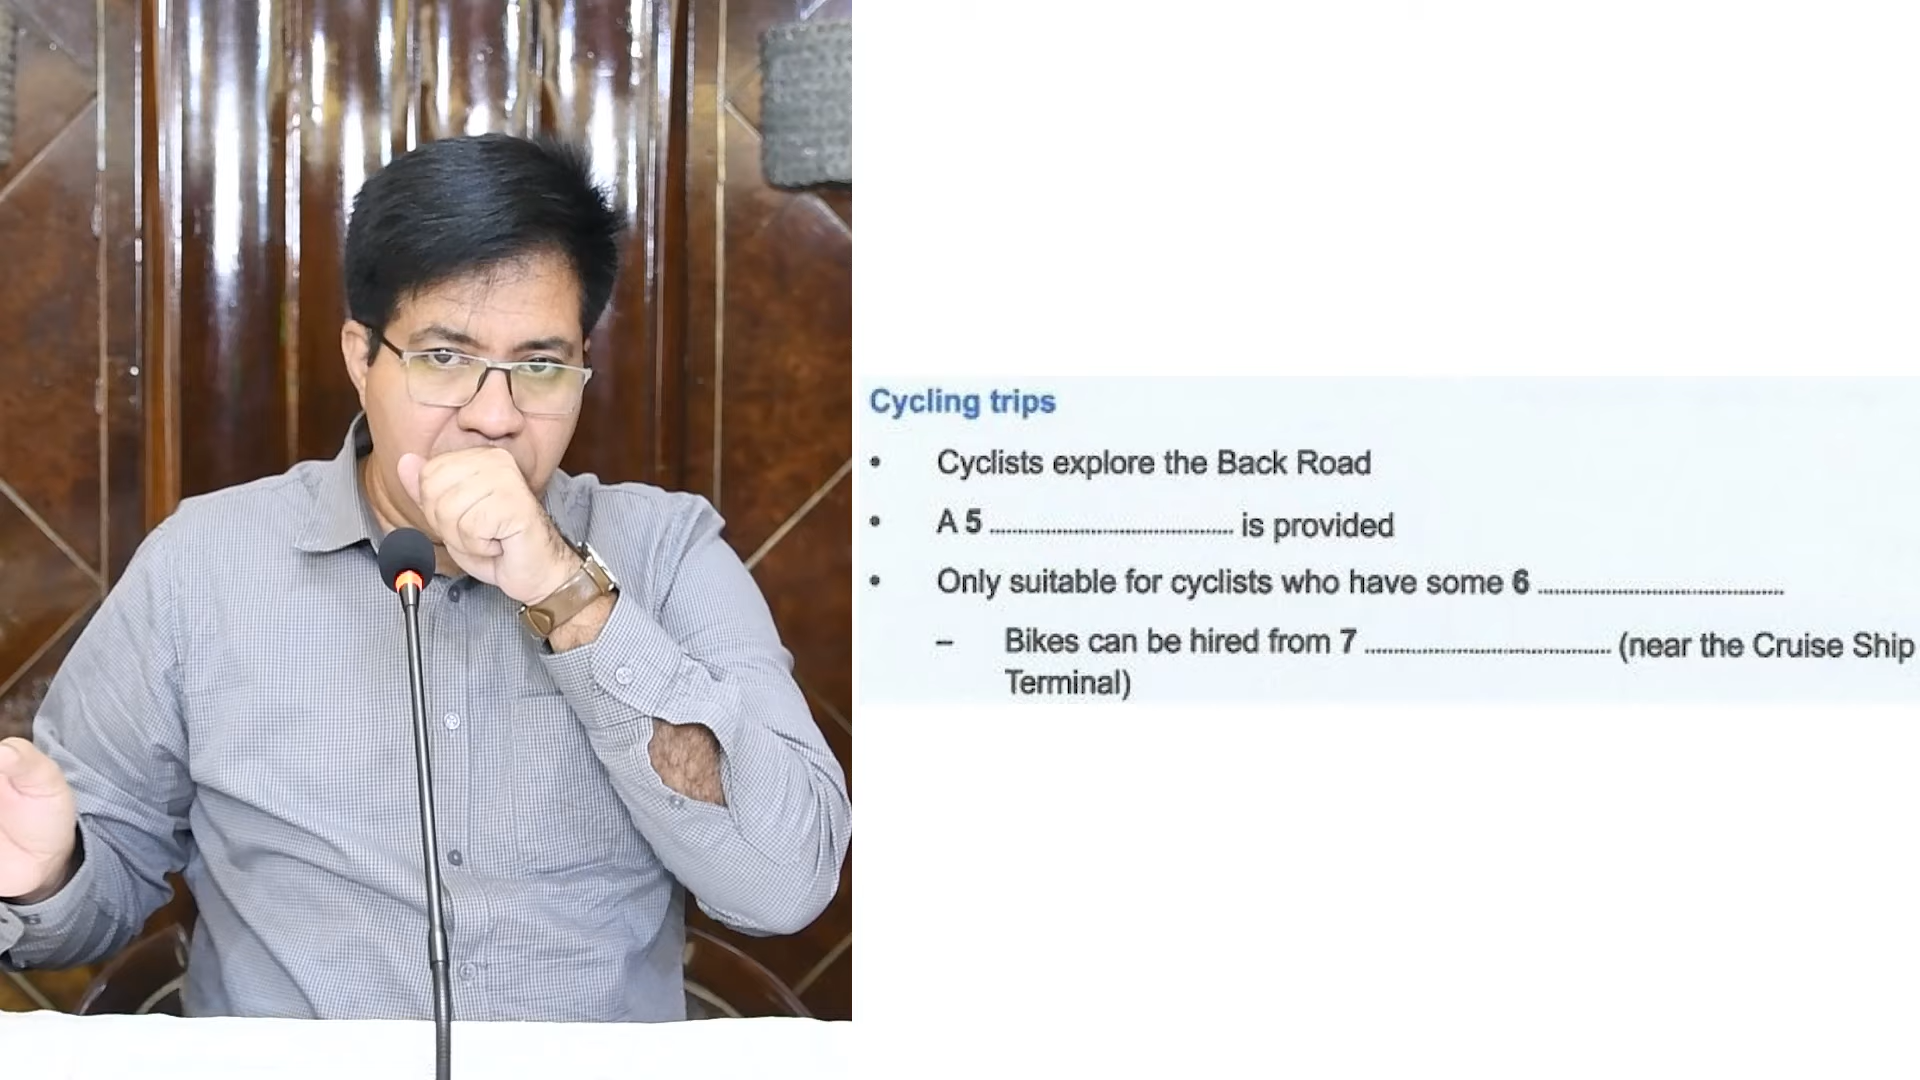 Cycling trips
• Cyclists explore the Back Road
• A 5 ........................................ is provided
• Only suitable for cyclists who have some 6 ........................................
– Bikes can be hired from 7 ........................................ (near the Cruise Ship
Terminal)